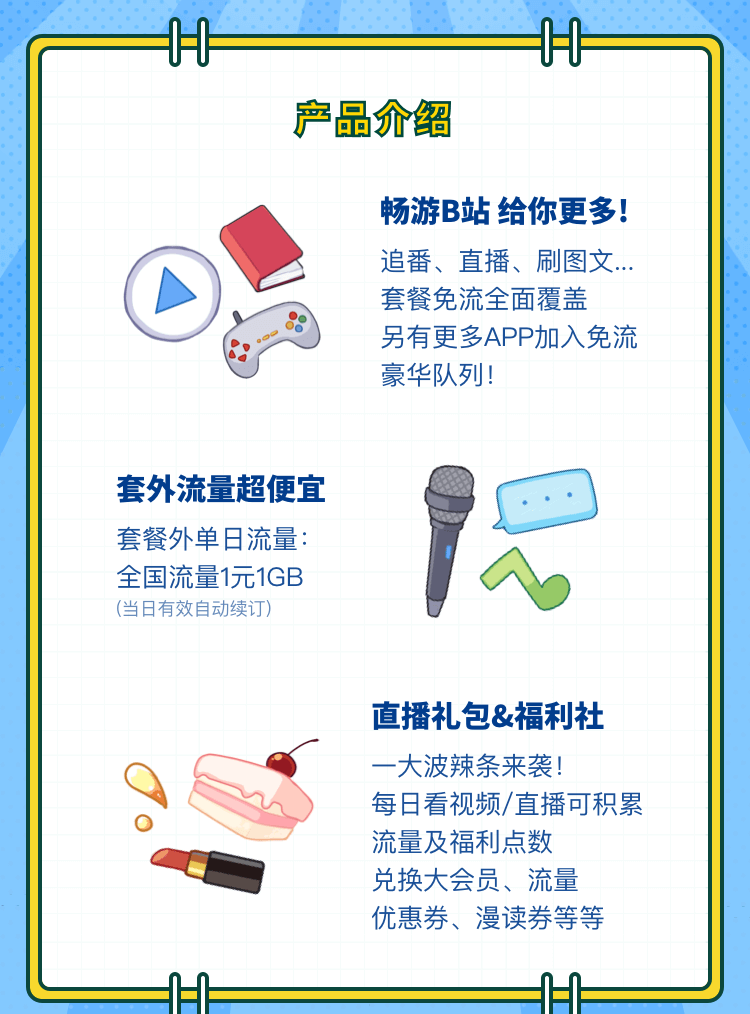 产品介绍
畅游B站 给你更多!
追番、直播、刷图文...
套餐免流全面覆盖
另有更多APP加入免流
豪华队列!
套外流量超便宜
套餐外单日流量:
全国流量1元1GB
(当日有效自动续订)
直播礼包&福利社
一大波辣条来袭!
每日看视频/直播可积累
流量及福利点数
兑换大会员、流量
优惠券、漫读券等等